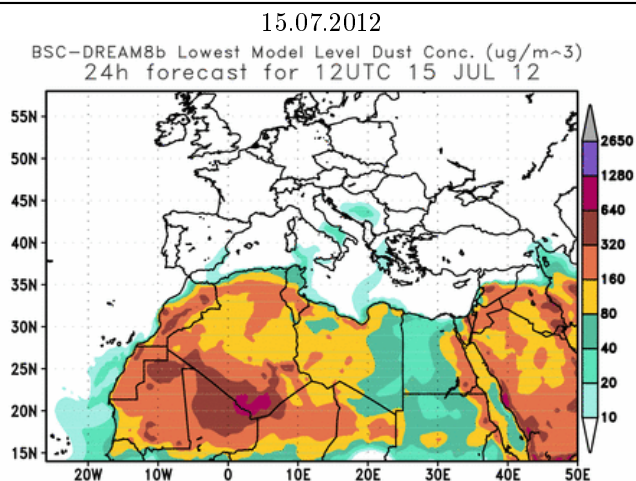 15.07.2012
BSC-DREAM8b Lowest Model Level Dust Conc. (ug/m^3)
24h forecast for 12UTC 15 JUL 12
55N
50N
45N
40N
35N
30N
25N
20N
15N
20W 10W 0 10E 20E 30E 40E 50E
2650
1280
640
320
160
80
40
20
10